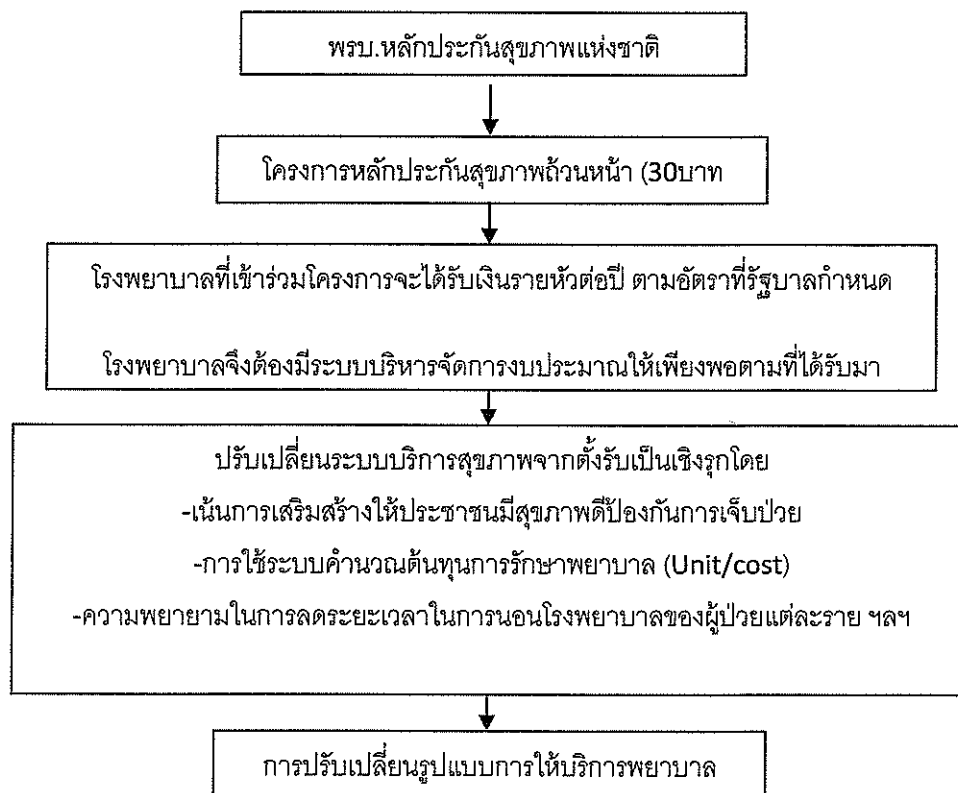 พรบ.หลักประกันสุขภาพแห่งชาติ
โครงการหลักประกันสุขภาพถ้วนหน้า (30บาท
โรงพยาบาลที่เข้าร่วมโครงการจะได้รับเงินรายหัวต่อปี ตามอัตราที่รัฐบาลกำหนด
โรงพยาบาลจึงต้องมีระบบบริหารจัดการงบประมาณให้เพียงพอตามที่ได้รับมา
ปรับเปลี่ยนระบบบริการสุขภาพจากตั้งรับเป็นเชิงรุกโดย
-เน้นการเสริมสร้างให้ประชาชนมีสุขภาพดีป้องกันการเจ็บป่วย
-การใช้ระบบคำนวณต้นทุนการรักษาพยาบาล (Unit/cost)
-ความพยายามในการลดระยะเวลาในการนอนโรงพยาบาลของผู้ป่วยแต่ละราย ฯลฯ
การปรับเปลี่ยนรูปแบบการให้บริการพยาบาล